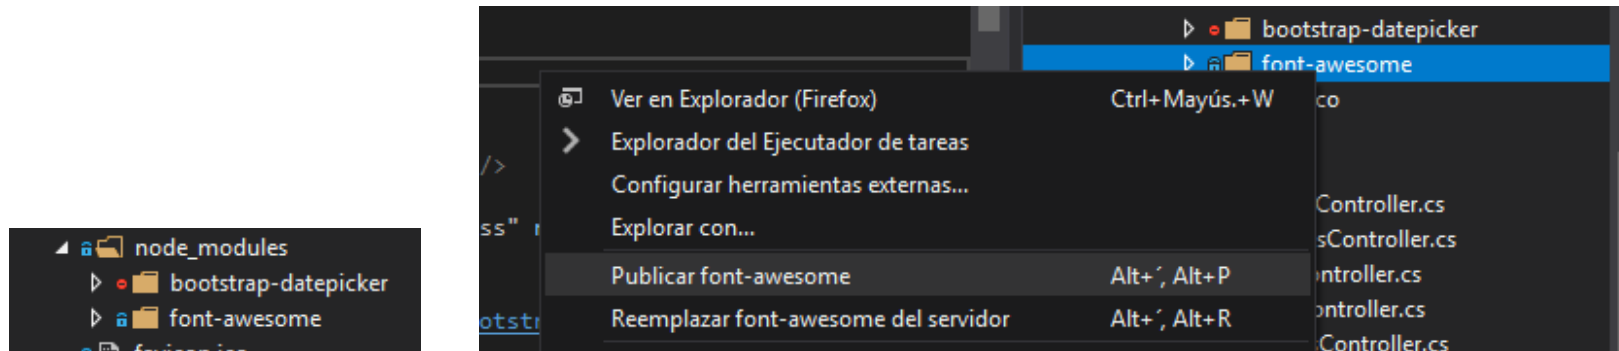 node_modules
bootstrap-datepicker
font-awesome
bootstrap-datepicker
font-awesome
Ver en Explorador (Firefox) Ctrl+Mayús.+W
co
Explorador del Ejecutador de tareas
/>
Configurar herramientas externas...
Controller.cs
ss"
Explorar con...
sController.cs
Publicar font-awesome Alt+´, Alt+P
ntroller.cs
Reemplazar font-awesome del servidor Alt+´, Alt+R
ontroller.cs
otstr
Controller.cs